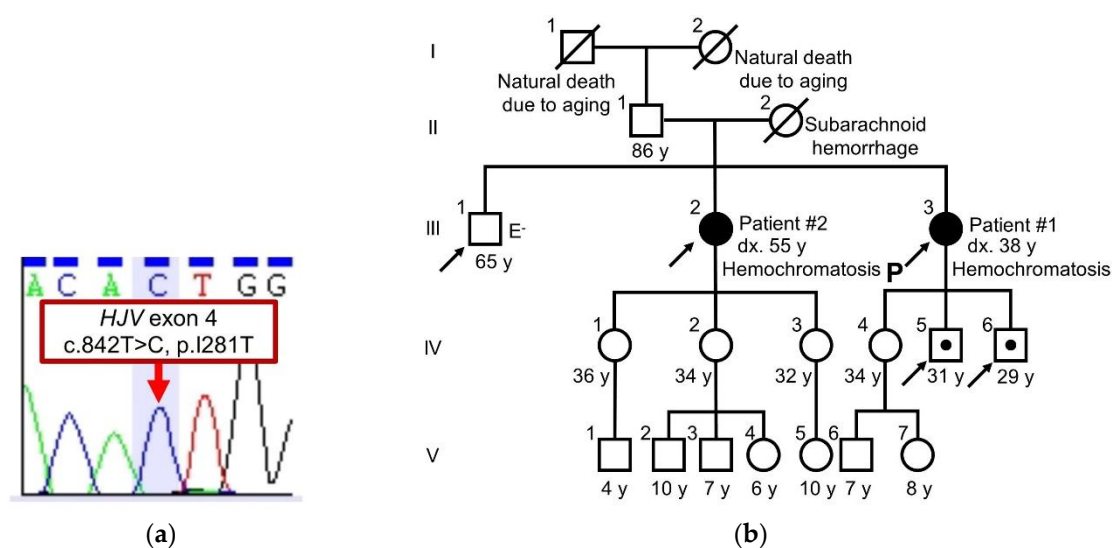 A C A C T G G
HJV exon 4
c.842T>C, p.I281T
(a)
I
1
2
Natural death
due to aging
Natural death
due to aging
II
1
2
86 y
Subarachnoid
hemorrhage
III
1
E-
65 y
2
Patient #2
dx. 55 y
Hemochromatosis
3
Patient #1
dx. 38 y
P
Hemochromatosis
IV
1
2
3
4
5
6
36 y
34 y
32 y
34 y
31 y
29 y
V
1
2
3
4
5
6
7
4 y
10 y
7 y
6 y
10 y
7 y
8 y
(b)